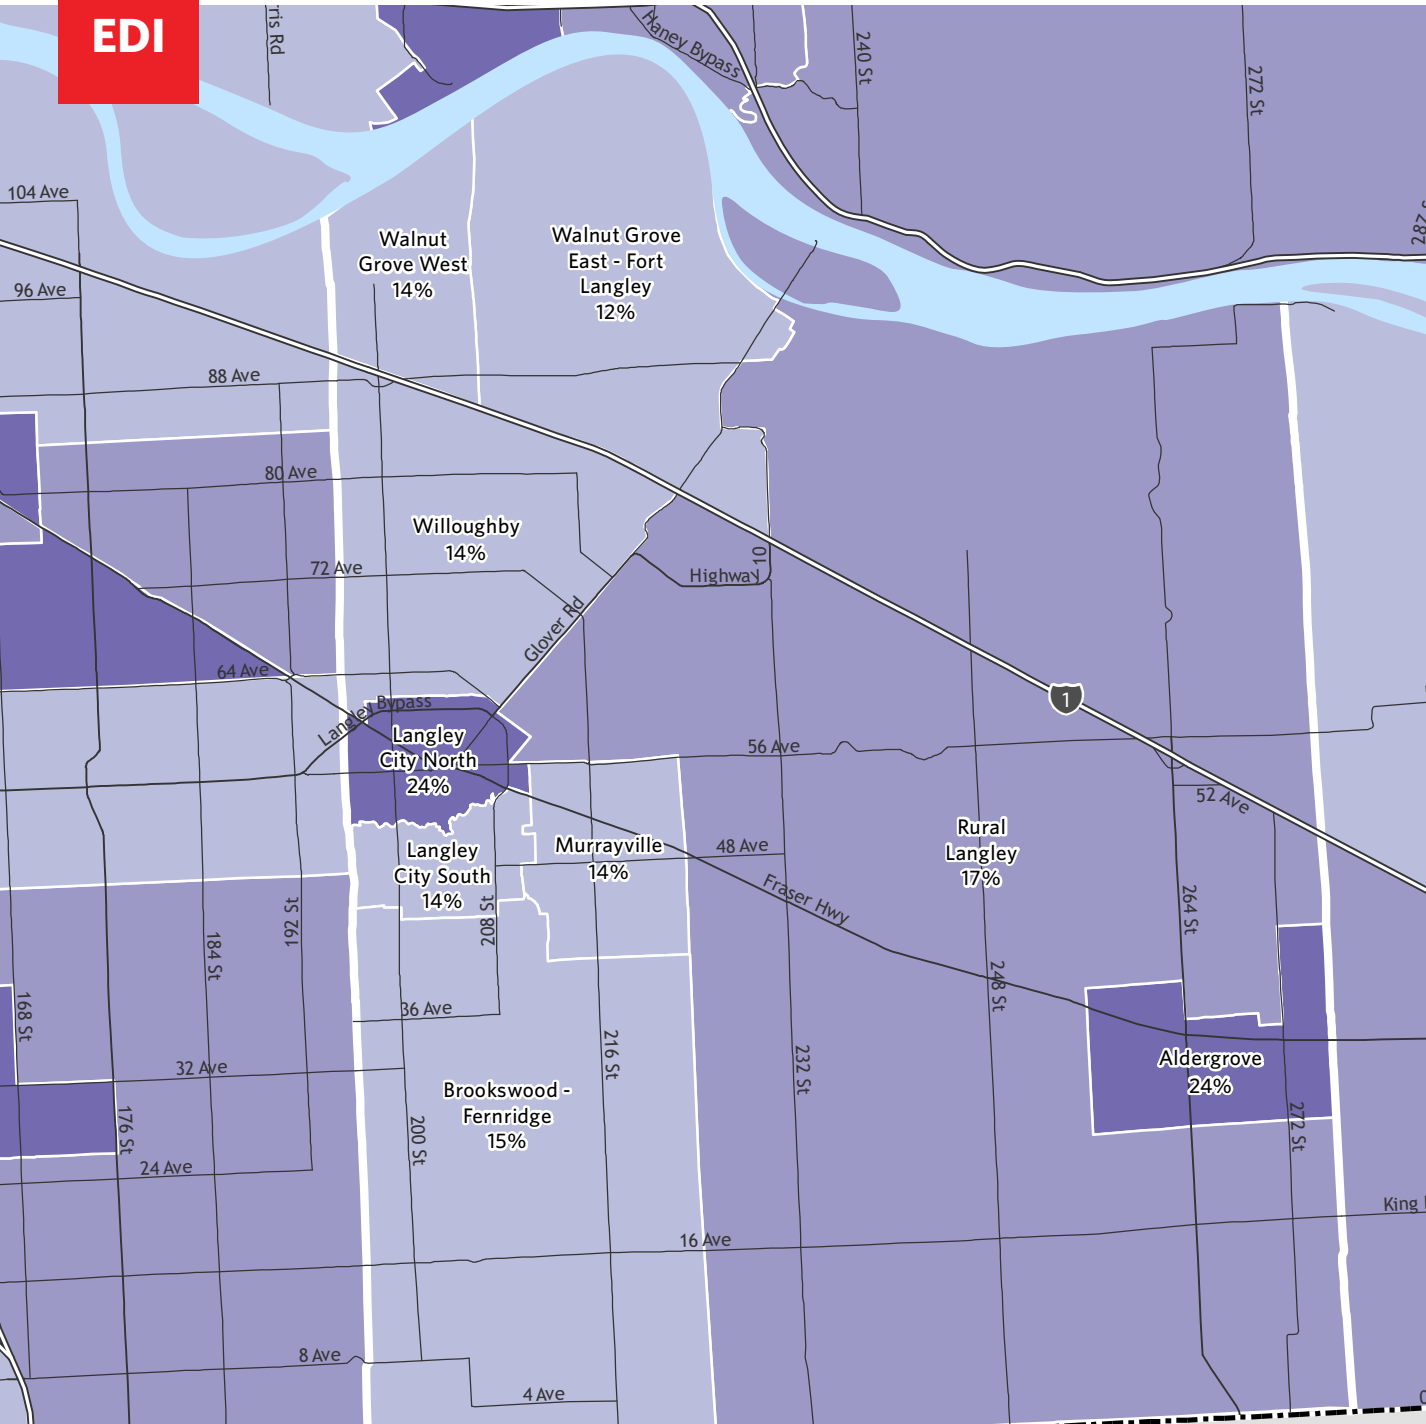 EDI
Haney Bypass
240 St
272 St
104 Ave
Walnut
Grove West
14%
Walnut Grove
East - Fort
Langley
12%
96 Ave
88 Ave
80 Ave
Willoughby
14%
72 Ave
Highway 10
Glover Rd
64 Ave
Langley Bypass
Langley
City North
24%
1
56 Ave
52 Ave
Rural
Langley
17%
Murrayville
14%
48 Ave
Langley
City South
14%
Fraser Hwy
192 St
208 St
264 St
184 St
248 St
168 St
36 Ave
216 St
232 St
32 Ave
Aldergrove
24%
Brookswood -
Fernridge
15%
176 St
200 St
272 St
24 Ave
King
16 Ave
8 Ave
4 Ave